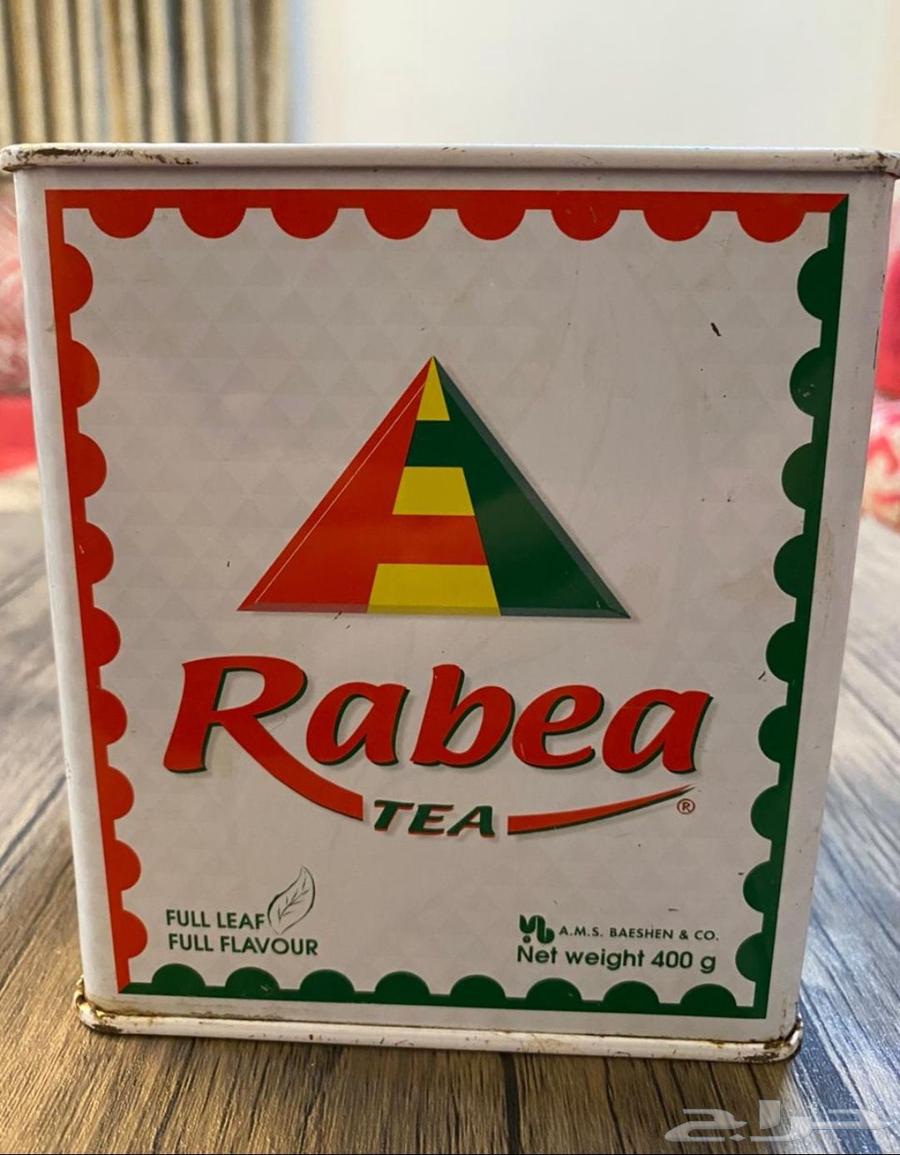 Rabea
TEA ®
FULL LEAF
FULL FLAVOUR
A.M.S. BAESHEN & CO.
Net weight 400 g
حراج